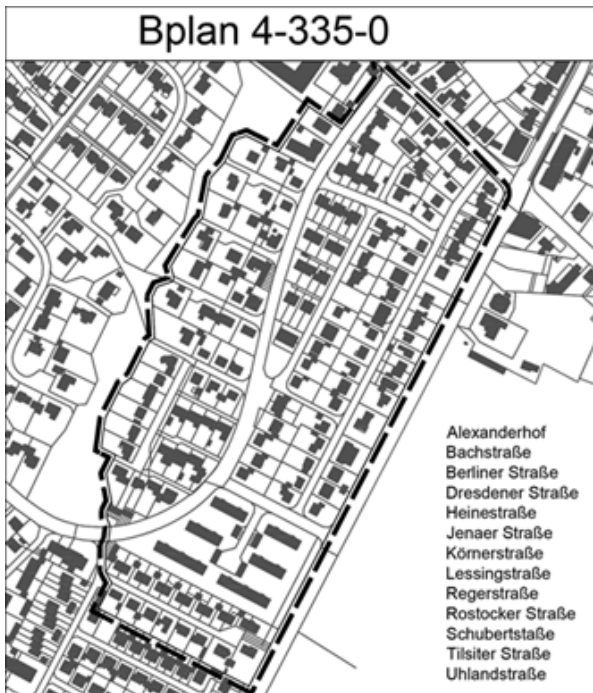 Bplan 4-335-0
Alexanderhof
Bachstraße
Berliner Straße
Dresdener Straße
Heinestraße
Jenaer Straße
Körnerstraße
Lessingstraße
Regerstraße
Rostocker Straße
Schubertstaße
Tilsiter Straße
Uhlandstraße